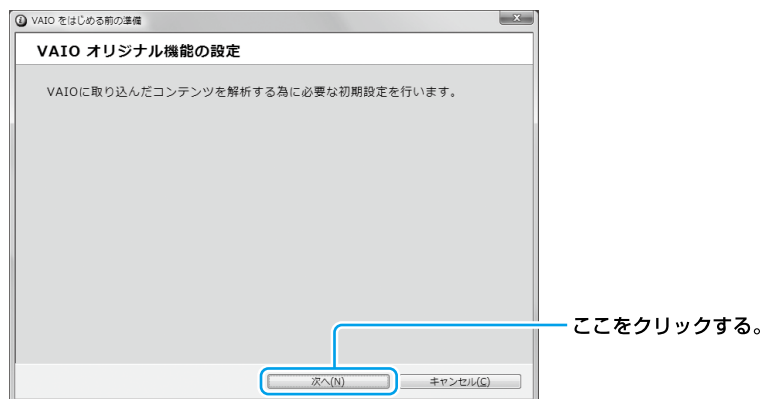 VAIO をはじめる前の準備
VAIO オリジナル機能の設定
VAIOに取り込んだコンテンツを解析する為に必要な初期設定を行います。
ここをクリックする。
次へ(N) キャンセル(C)